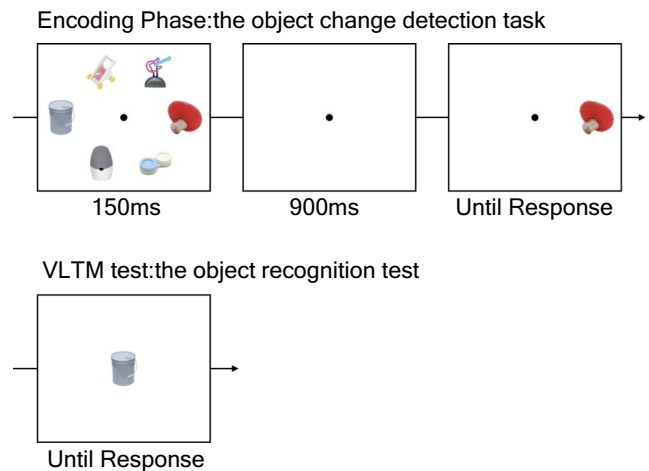 Encoding Phase:the object change detection task
150ms
900ms
Until Response
VLTM test:the object recognition test
Until Response